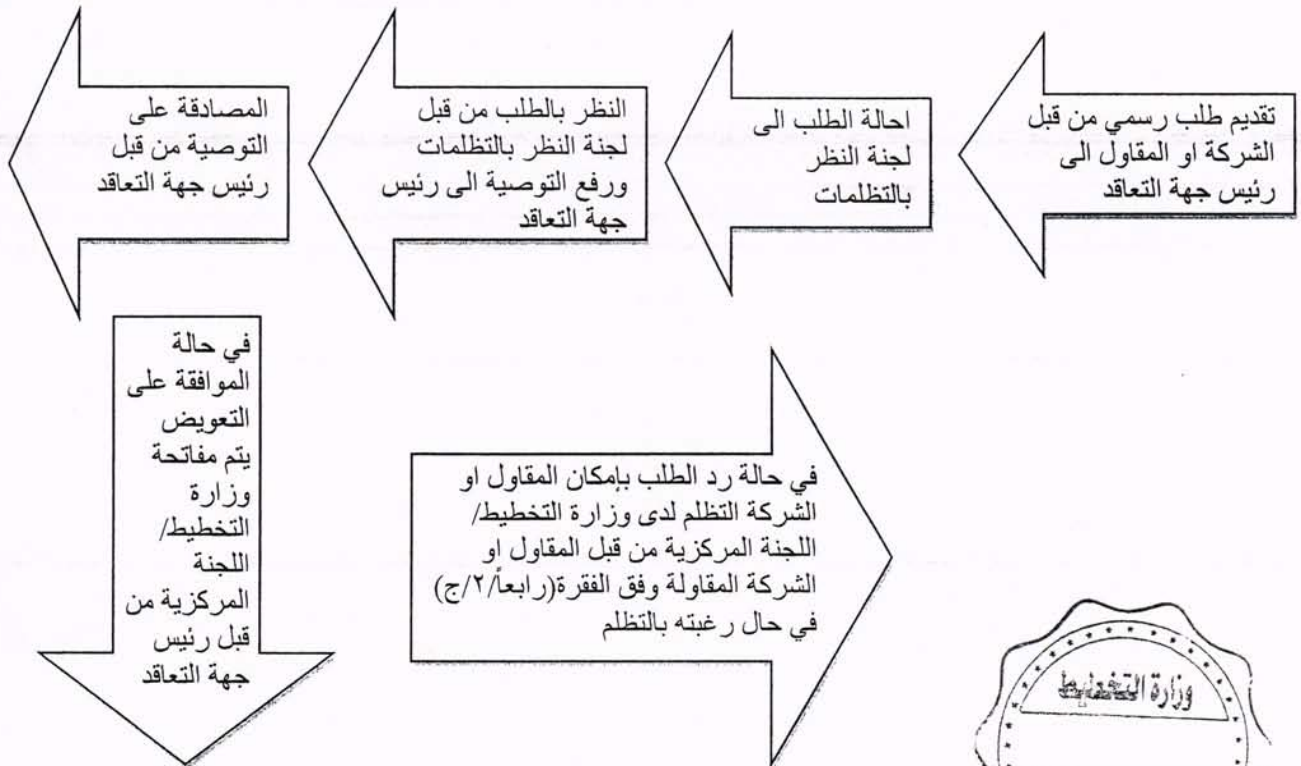 تقديم طلب رسمي من قبل
الشركة او المقاول الى
رئيس جهة التعاقد
احالة الطلب الى
لجنة النظر
بالتظلمات
النظر بالطلب من قبل
لجنة النظر بالتظلمات
ورفع التوصية الى رئيس
جهة التعاقد
المصادقة على
التوصية من قبل
رئيس جهة التعاقد
في حالة
الموافقة على
التعويض
يتم مفاتحة
وزارة
التخطيط/
اللجنة
المركزية من
قبل رئيس
جهة التعاقد
في حالة رد الطلب بإمكان المقاول او
الشركة التظلم لدى وزارة التخطيط/
اللجنة المركزية من قبل المقاول او
الشركة المقاولة وفق الفقرة(رابعاً/٢/ج)
في حال رغبته بالتظلم
وزارة التخطيط